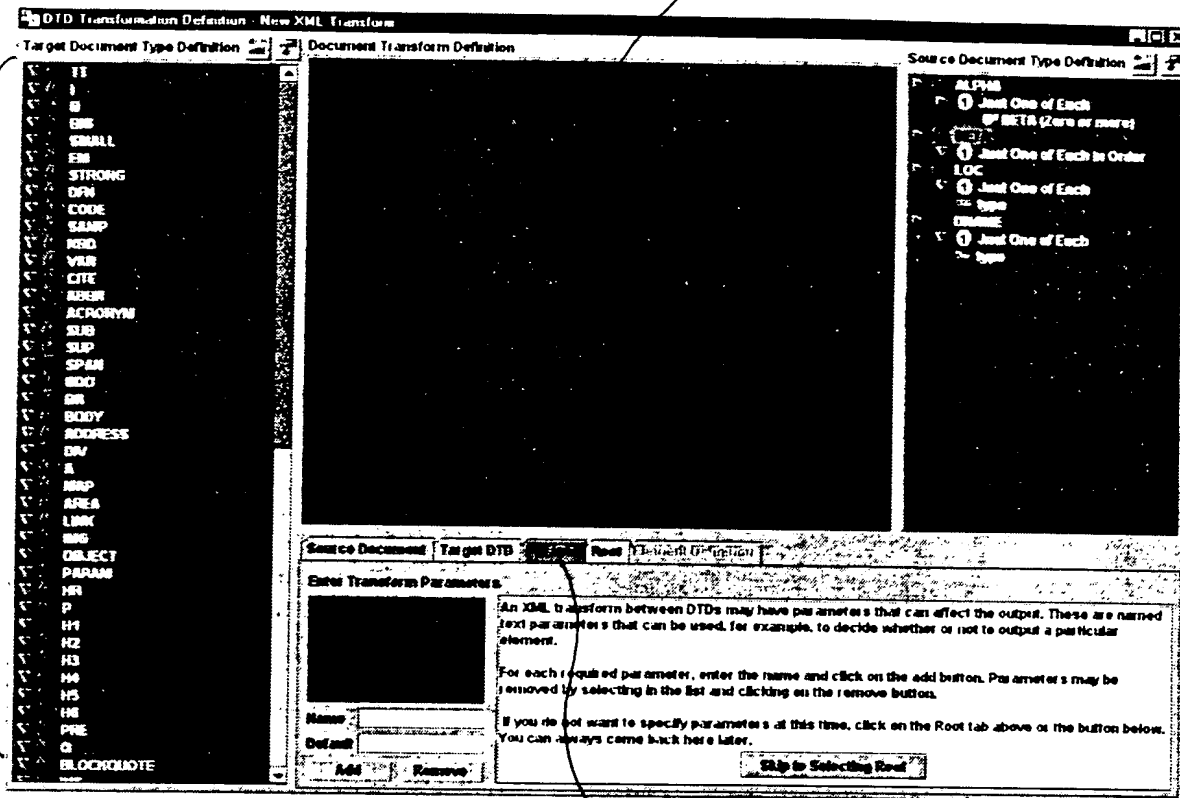 DTD Transformation Definition - New XML Transform
Target Document Type Definition
TT
I
B
BIG
SMALL
EM
STRONG
DFN
CODE
SAMP
KBD
VAR
CITE
ABBR
ACRONYM
SUB
SUP
SPAN
BDO
BR
BODY
ADDRESS
DIV
A
MAP
AREA
LINK
IMG
OBJECT
PARAM
HR
P
H1
H2
H3
H4
H5
H6
PRE
Q
BLOCKQUOTE
Document Transform Definition
Source Document Type Definition
ALPHA
1 Just One of Each
BETA (Zero or more)
1 Just One of Each in Order
LOC
1 Just One of Each
type
1 Just One of Each
type
Source Document
Target DTD
Root
Element Definition
Enter Transform Parameters
Name
Default
Add
Remove
An XML transform between DTDs may have parameters that can affect the output. These are named
text parameters that can be used, for example, to decide whether or not to output a particular
element.
For each required parameter, enter the name and click on the add button. Parameters may be
removed by selecting in the list and clicking on the remove button.
If you do not want to specify parameters at this time, click on the Root tab above or the button below.
You can always come back here later.
Skip to Selecting Root